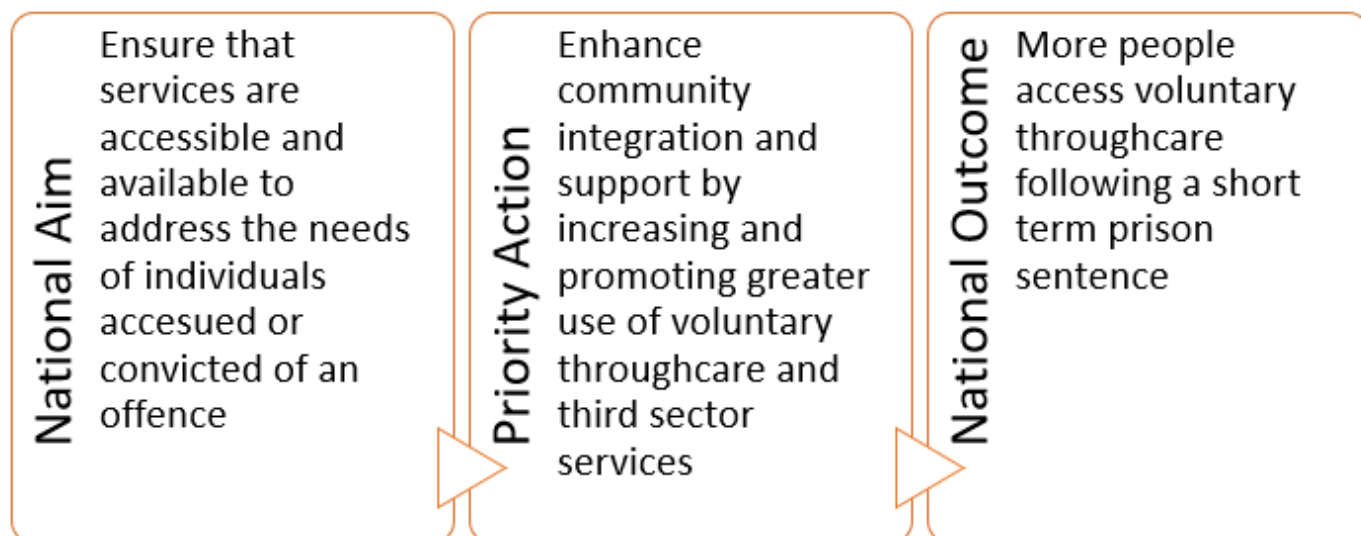 National Aim
Ensure that
services are
accessible and
available to
address the needs
of individuals
accesued or
convicted of an
offence
Priority Action
Enhance
community
integration and
support by
increasing and
promoting greater
use of voluntary
throughcare and
third sector
services
National Outcome
More people
access voluntary
throughcare
following a short
term prison
sentence